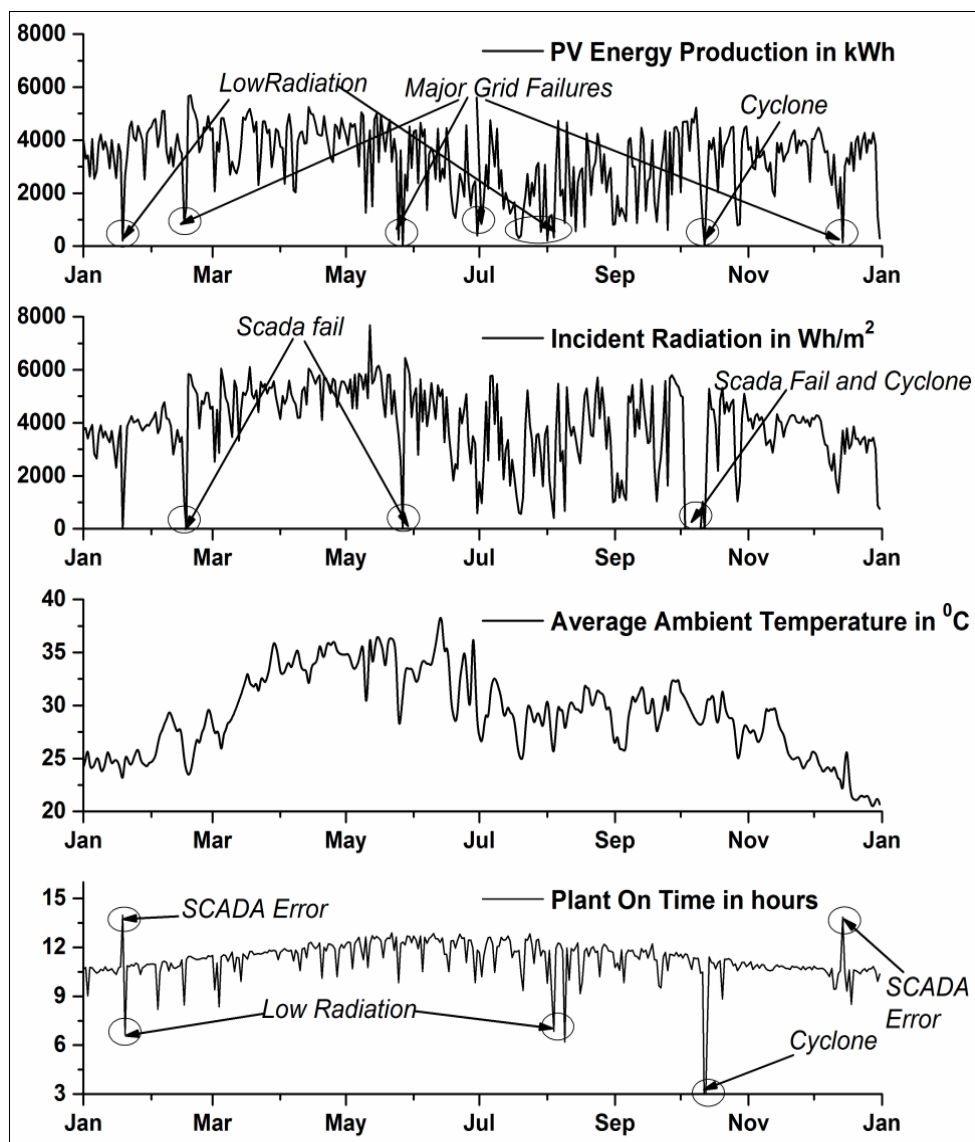 8000
PV Energy Production in kWh
LowRadiation
Major Grid Failures
6000
Cyclone
4000
2000
0
Jan Mar May Jul Sep Nov Jan
8000
Scada fail
Incident Radiation in Wh/m²
6000
Scada Fail and Cyclone
4000
2000
0
Jan Mar May Jul Sep Nov Jan
40
Average Ambient Temperature in ⁰C
35
30
25
20
Jan Mar May Jul Sep Nov Jan
15
SCADA Error
Plant On Time in hours
12
9
Low Radiation
SCADA
Error
6
Cyclone
3
Jan Mar May Jul Sep Nov Jan